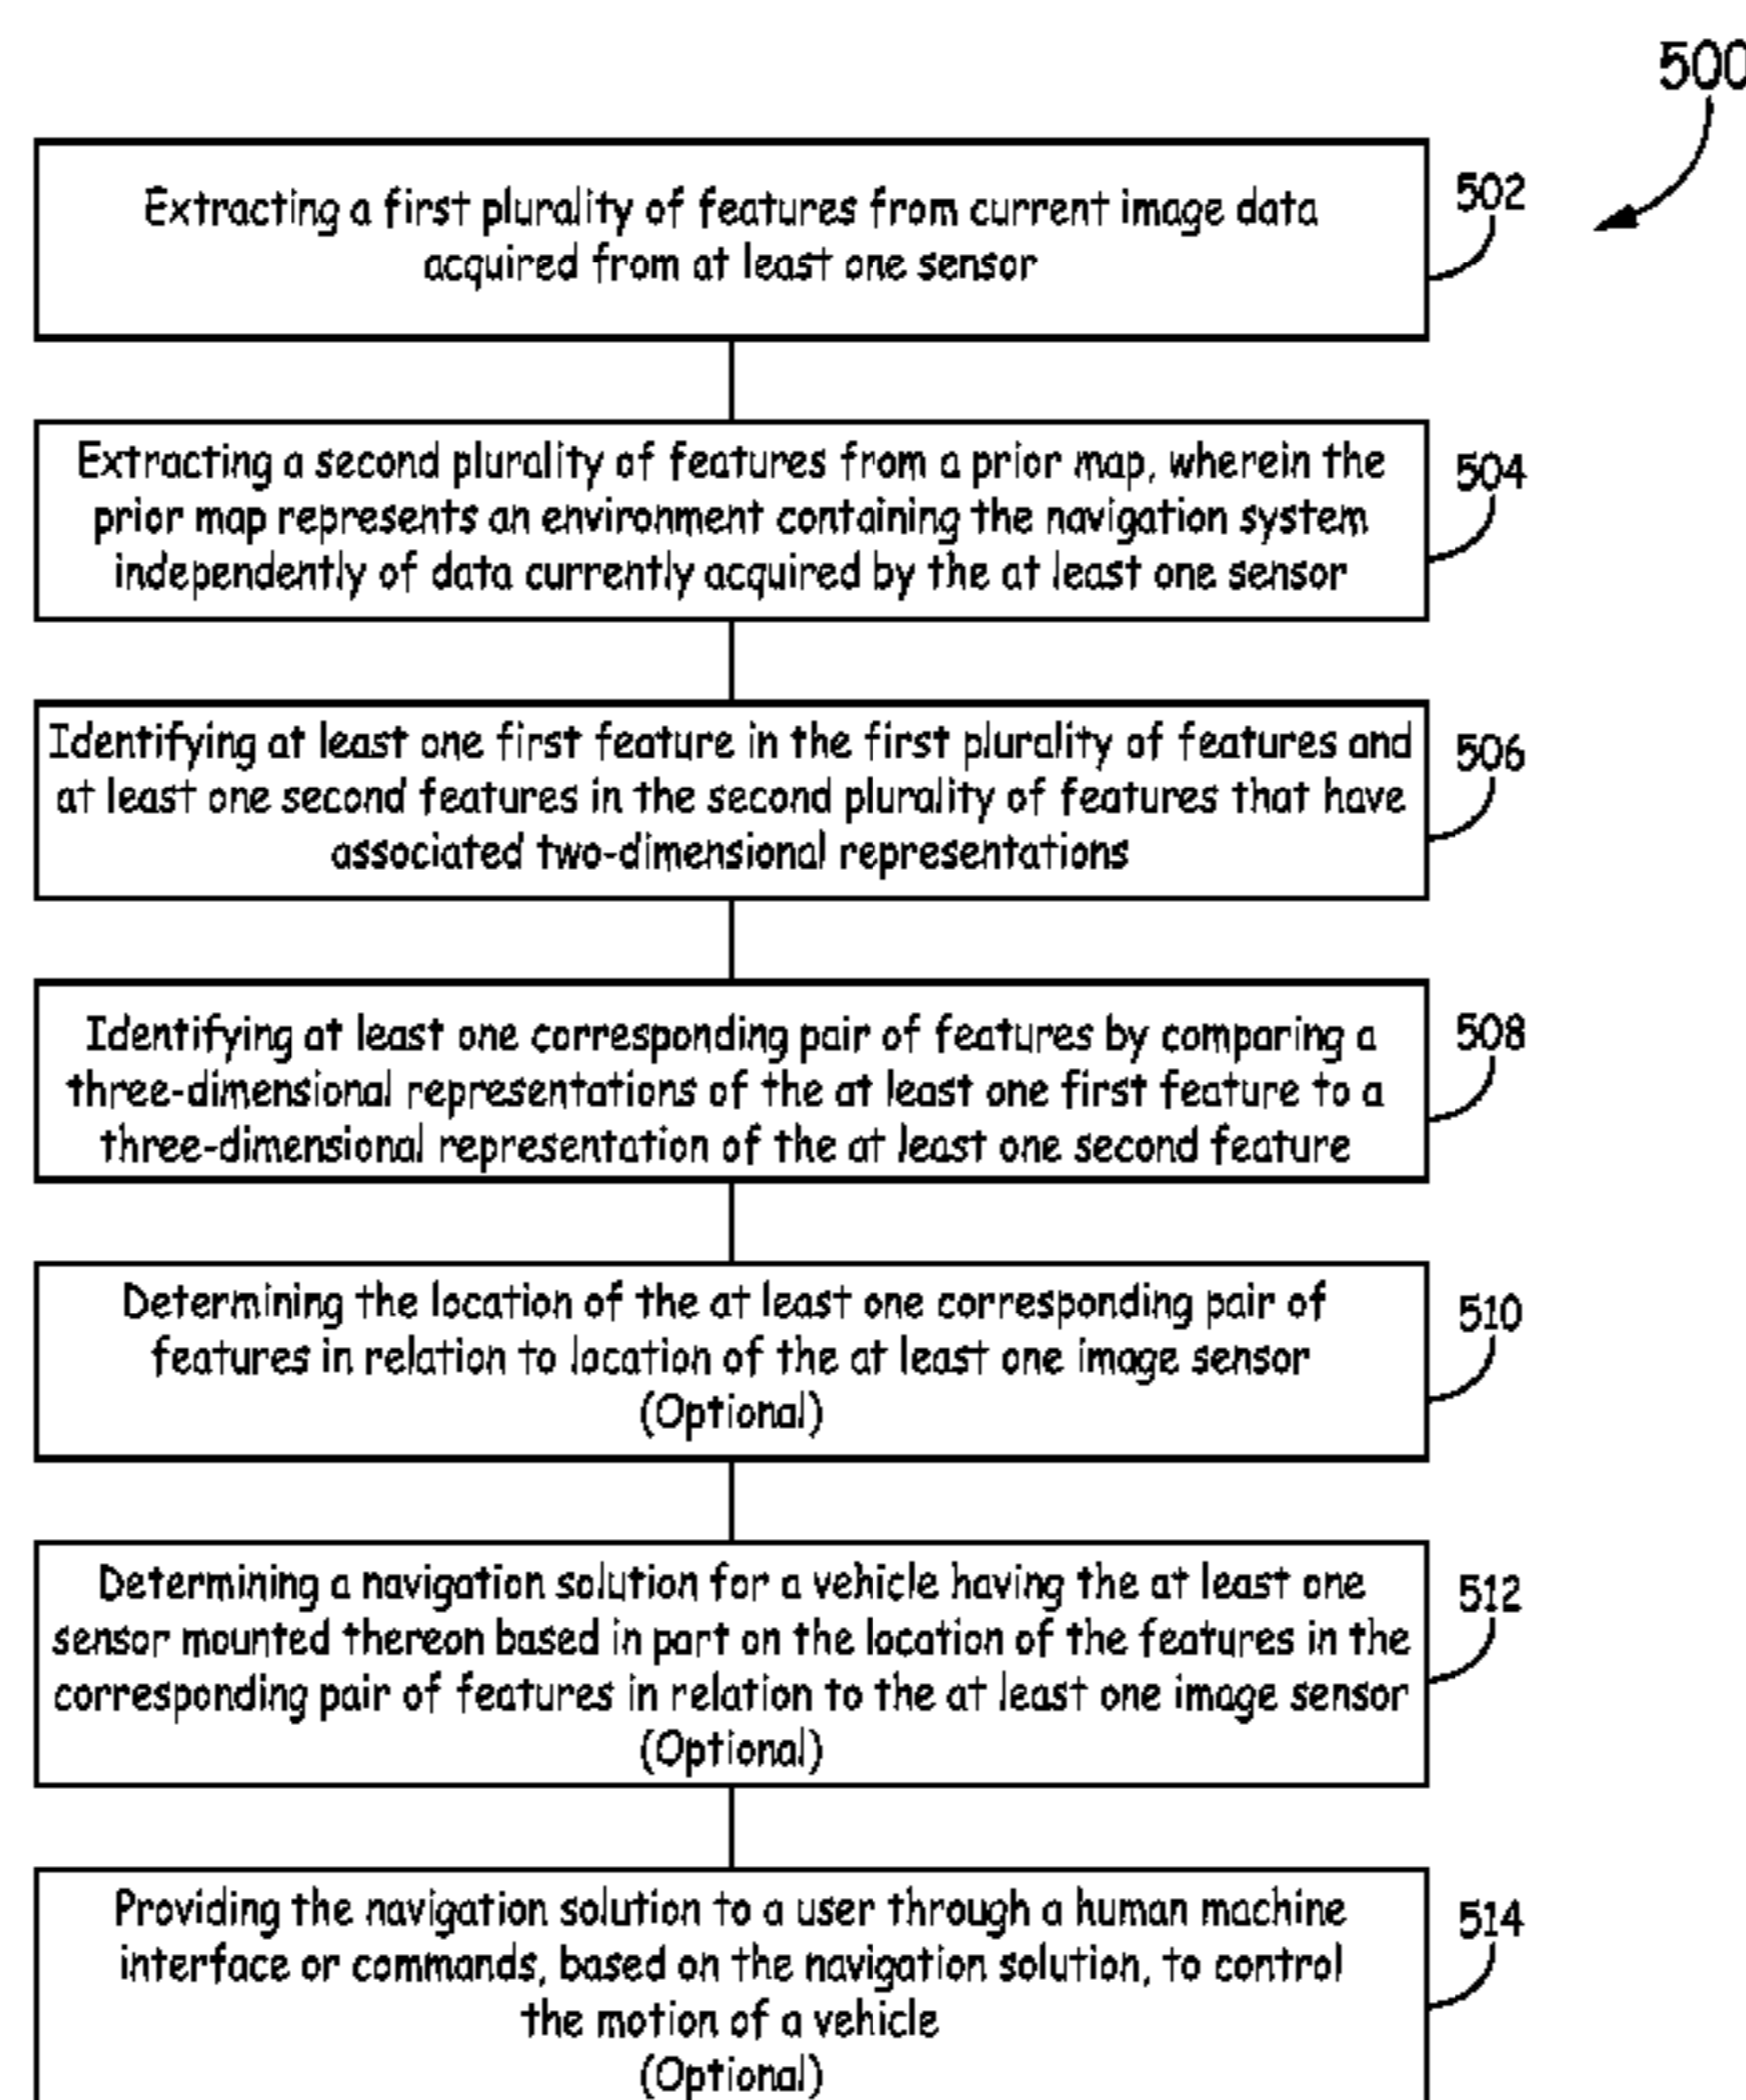 500
Extracting a first plurality of features from current image data
acquired from at least one sensor
502
Extracting a second plurality of features from a prior map, wherein the
prior map represents an environment containing the navigation system
independently of data currently acquired by the at least one sensor
504
Identifying at least one first feature in the first plurality of features and
at least one second features in the second plurality of features that have
associated two-dimensional representations
506
Identifying at least one corresponding pair of features by comparing a
three-dimensional representations of the at least one first feature to a
three-dimensional representation of the at least one second feature
508
Determining the location of the at least one corresponding pair of
features in relation to location of the at least one image sensor
(Optional)
510
Determining a navigation solution for a vehicle having the at least one
sensor mounted thereon based in part on the location of the features in the
corresponding pair of features in relation to the at least one image sensor
(Optional)
512
Providing the navigation solution to a user through a human machine
interface or commands, based on the navigation solution, to control
the motion of a vehicle
(Optional)
514